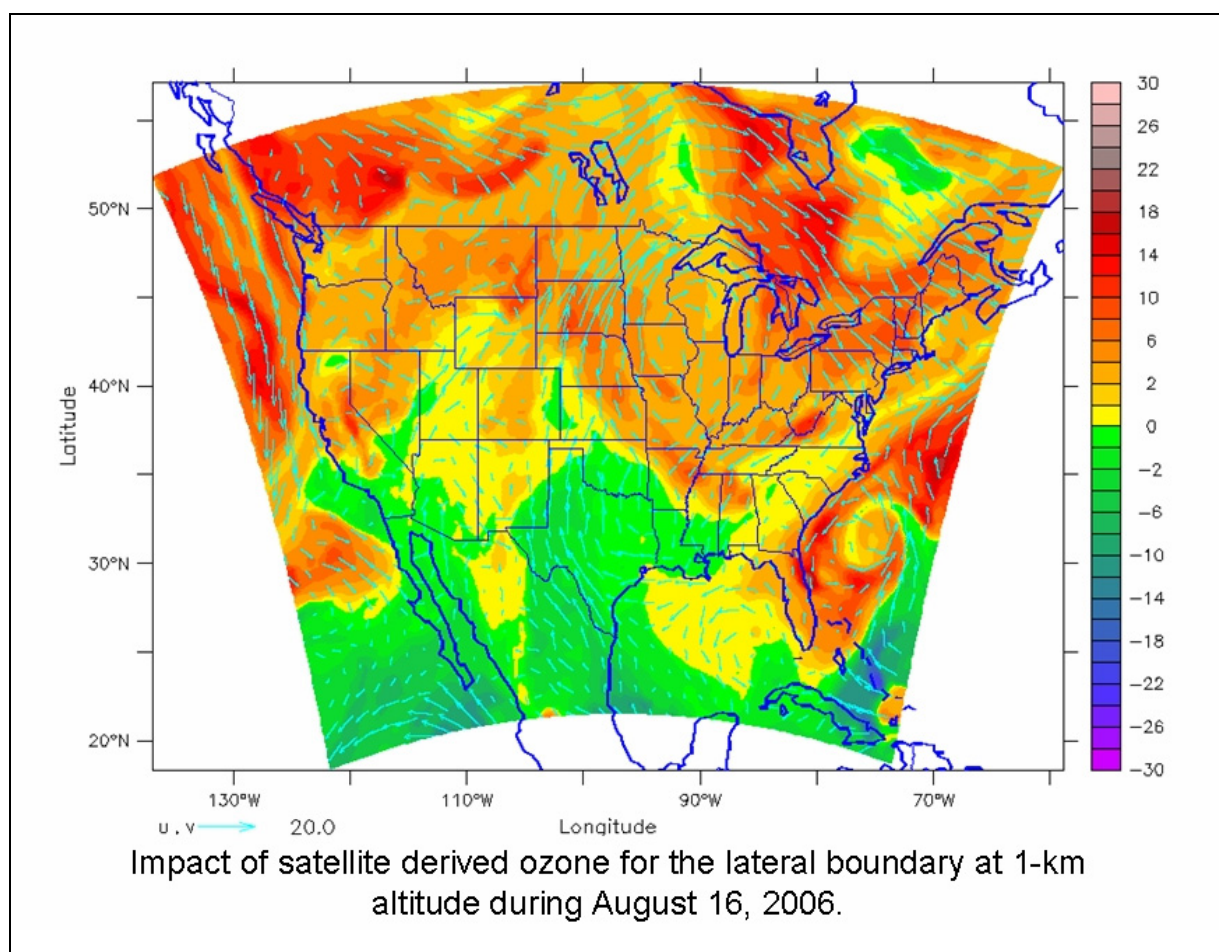 30
26
22
18
14
10
6
2
0
−2
−6
−10
−14
−18
−22
−26
−30
50°N
40°N
30°N
20°N
Latitude
130°W 110°W 90°W 70°W
u,v 20.0 Longitude
Impact of satellite derived ozone for the lateral boundary at 1-km
altitude during August 16, 2006.